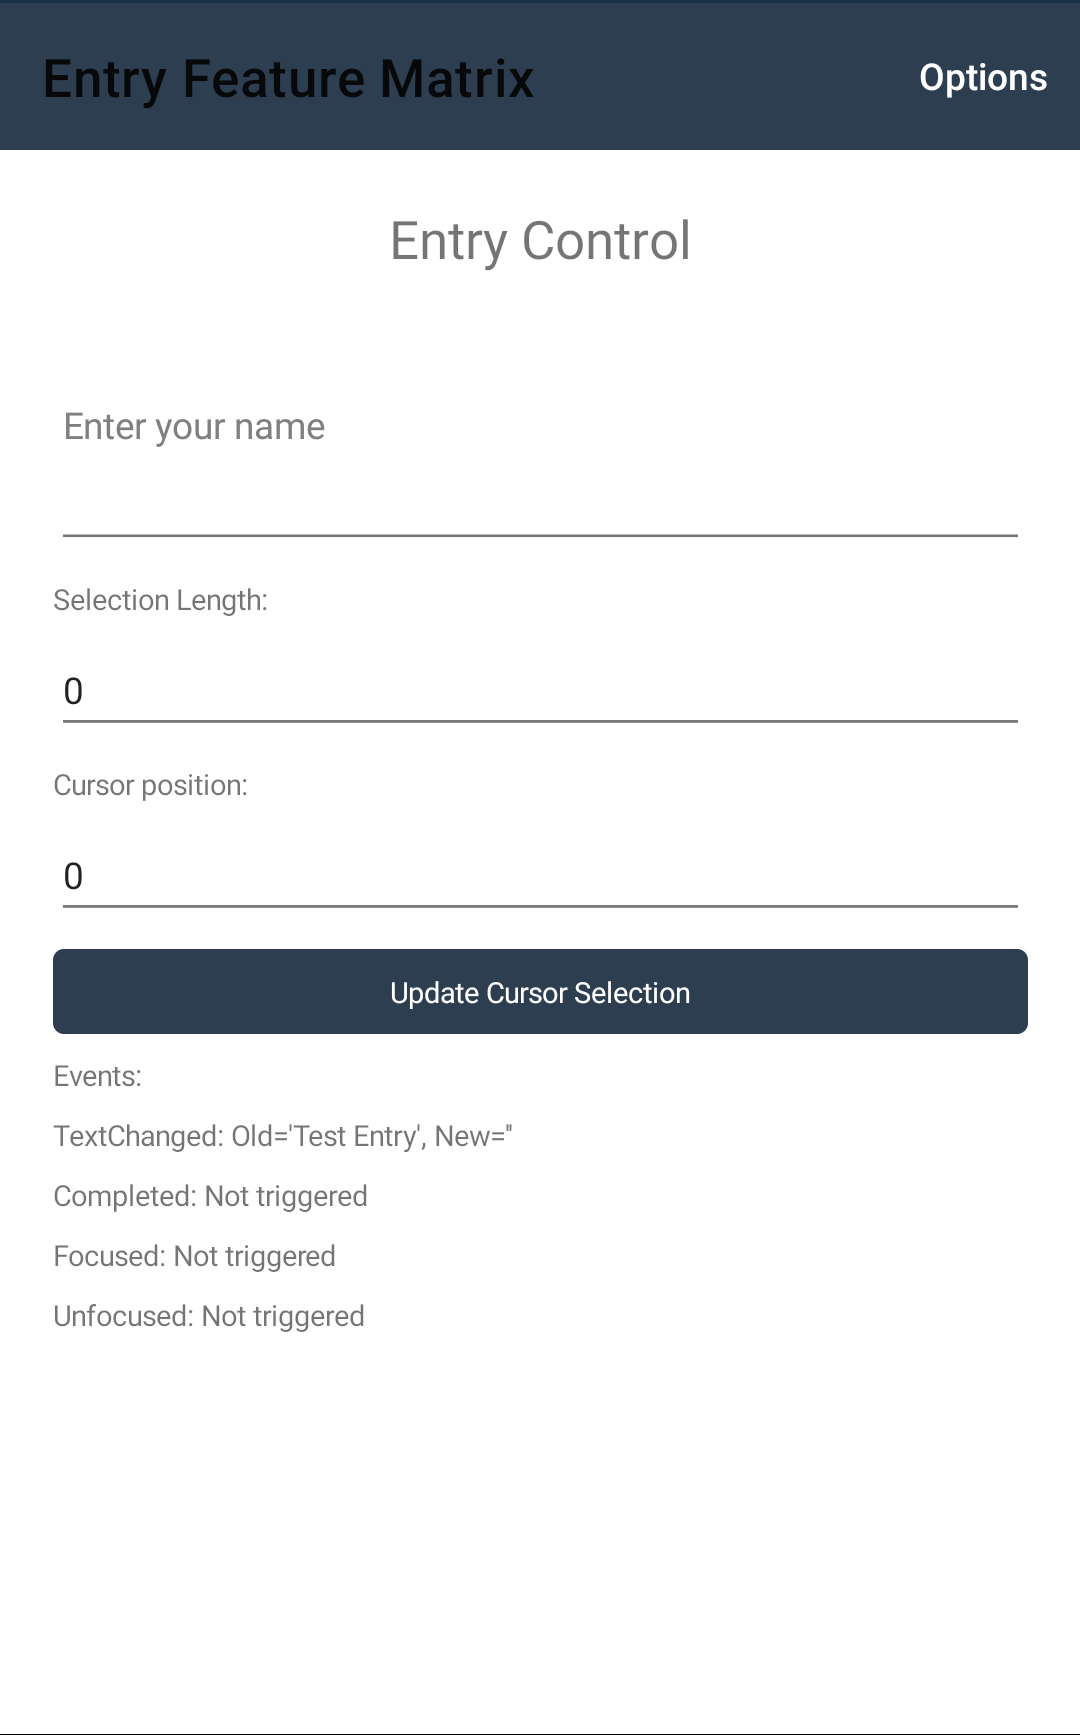 Entry Feature Matrix
Options
Entry Control
Enter your name
Selection Length:
0
Cursor position:
0
Update Cursor Selection
Events:
TextChanged: Old='Test Entry', New=''
Completed: Not triggered
Focused: Not triggered
Unfocused: Not triggered